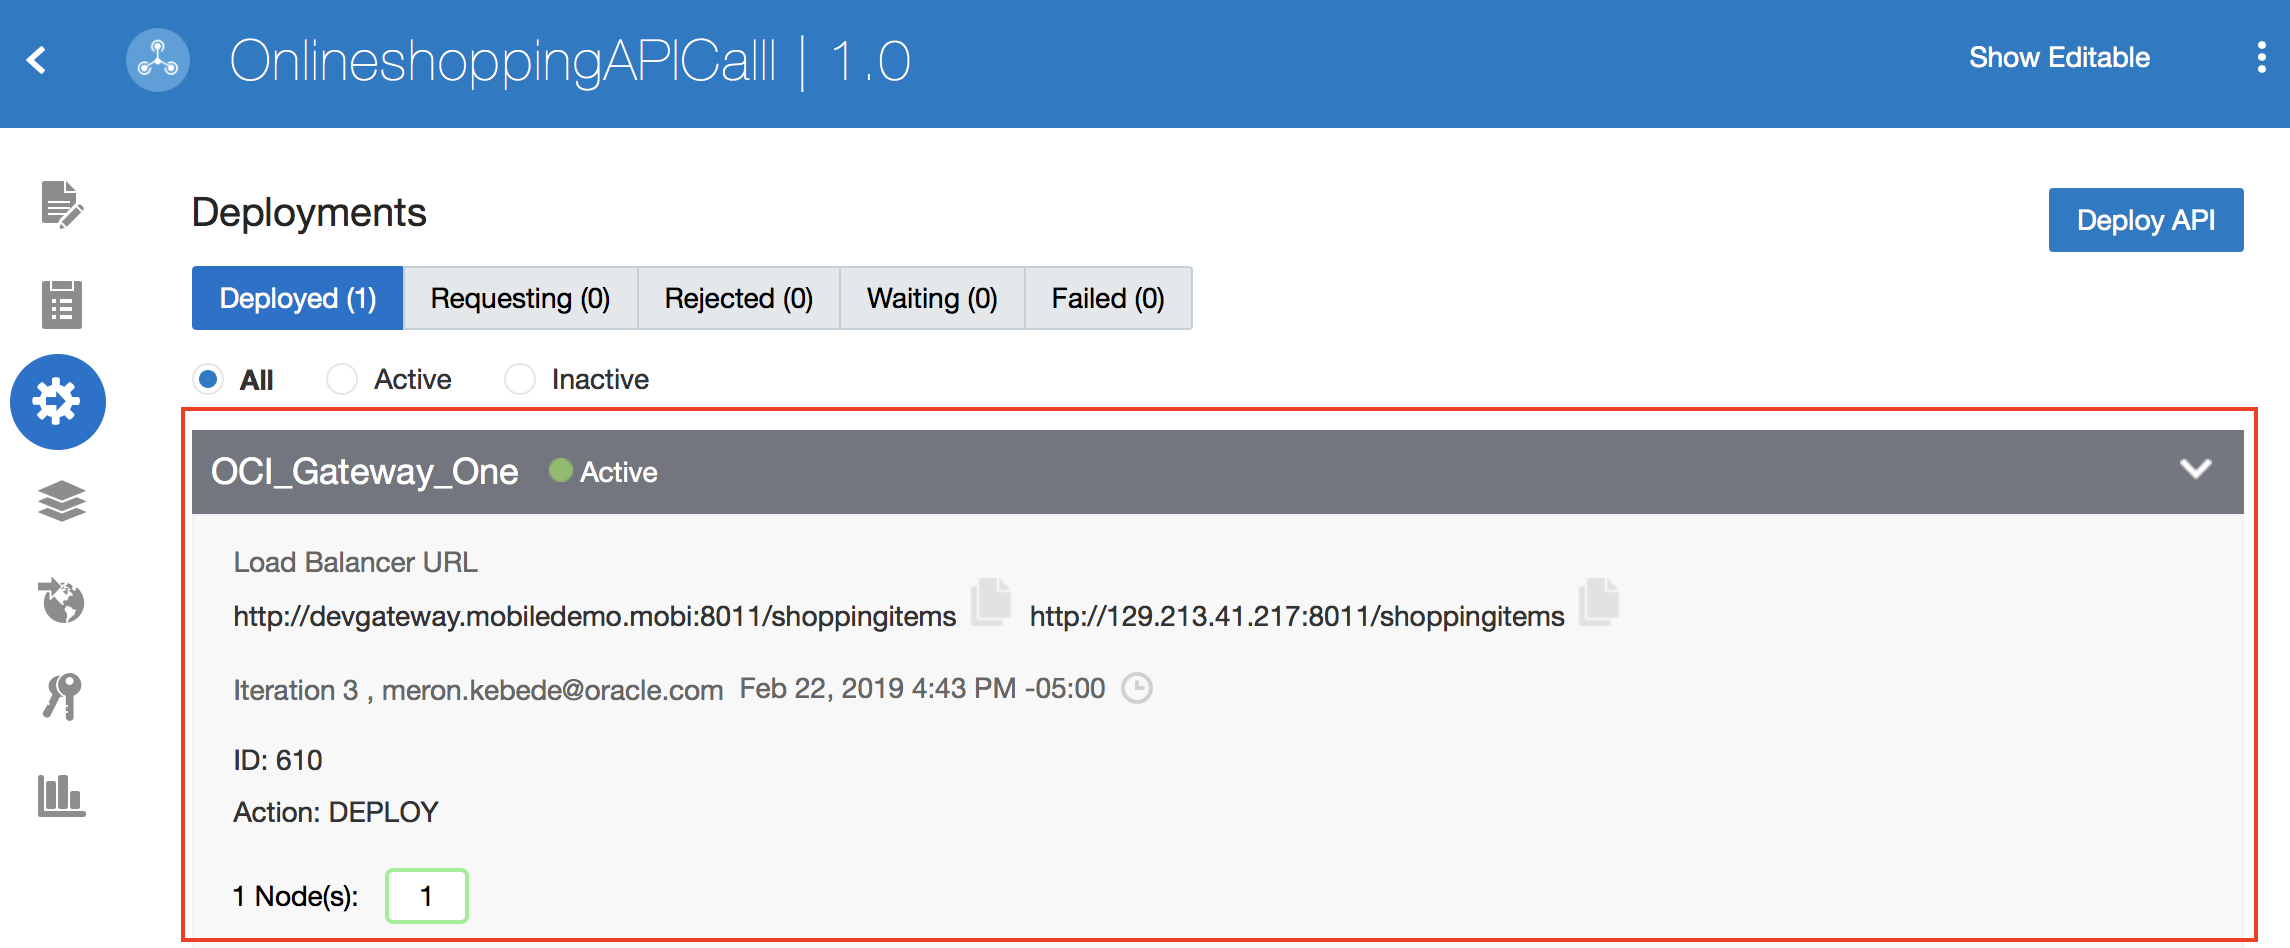 OnlineshoppingAPICalll | 1.0
Show Editable
Deployments
Deploy API
Deployed (1) Requesting (0) Rejected (0) Waiting (0) Failed (0)
All Active Inactive
OCI_Gateway_One Active
Load Balancer URL
http://devgateway.mobiledemo.mobi:8011/shoppingitems http://129.213.41.217:8011/shoppingitems
Iteration 3 , meron.kebede@oracle.com Feb 22, 2019 4:43 PM -05:00
ID: 610
Action: DEPLOY
1 Node(s): 1